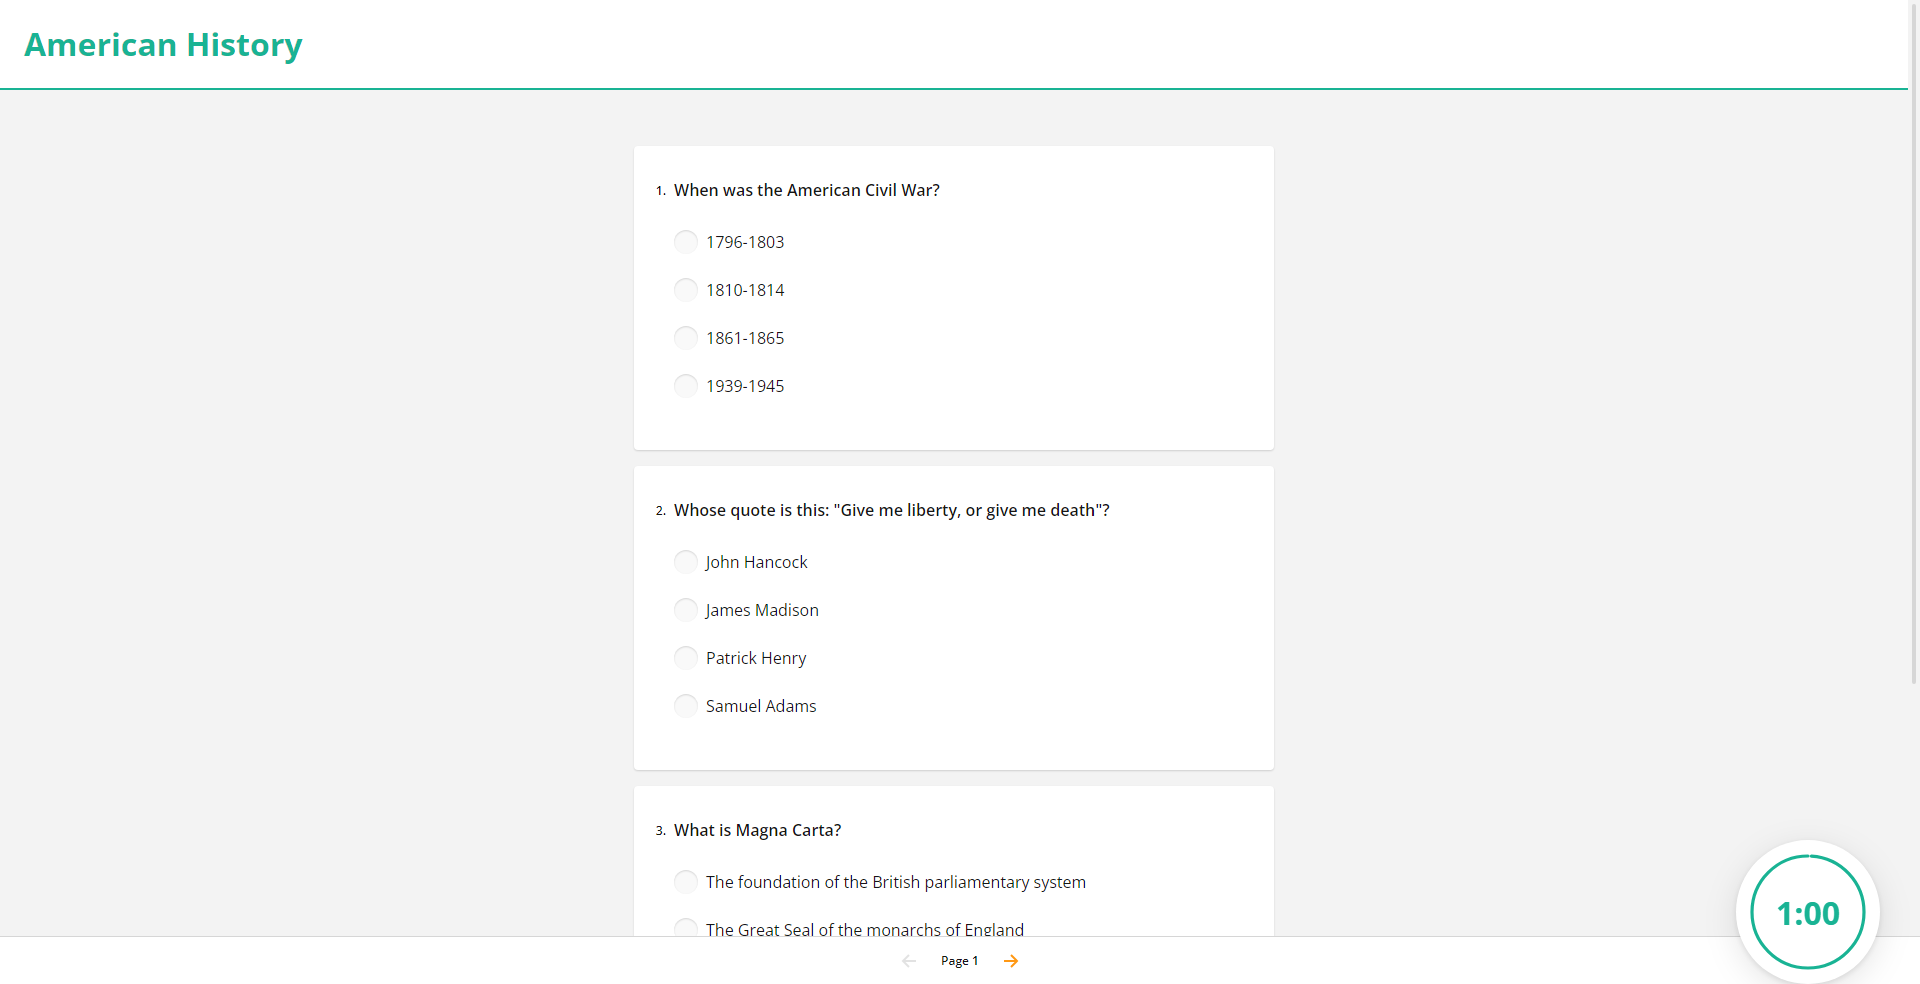 American History
1. When was the American Civil War?
1796-1803
1810-1814
1861-1865
1939-1945
2. Whose quote is this: "Give me liberty, or give me death"?
John Hancock
James Madison
Patrick Henry
Samuel Adams
3. What is Magna Carta?
The foundation of the British parliamentary system
The Great Seal of the monarchs of England
1:00
Page 1